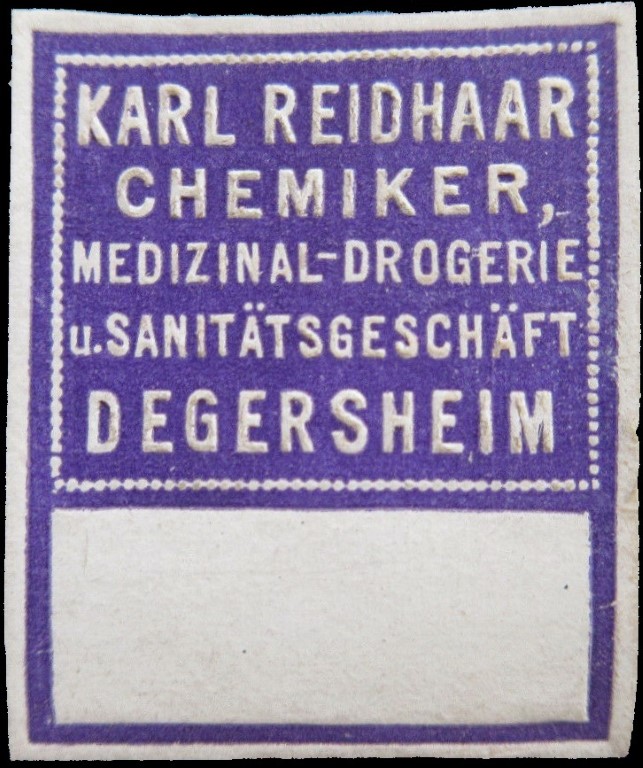 KARL REIDHAAR
CHEMIKER,
MEDIZINAL-DROGERIE
u. SANITÄTSGESCHÄFT
DEGERSHEIM